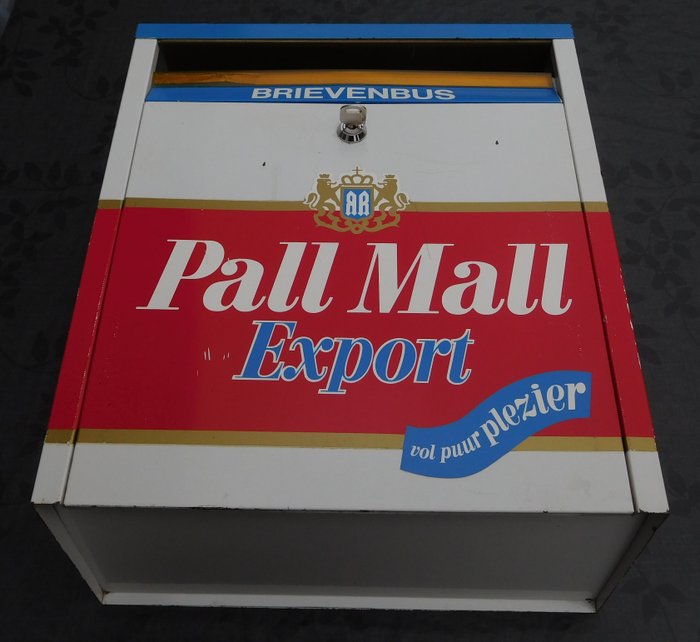 BRIEVENBUS
Pall Mall
Export
vol puur plezier